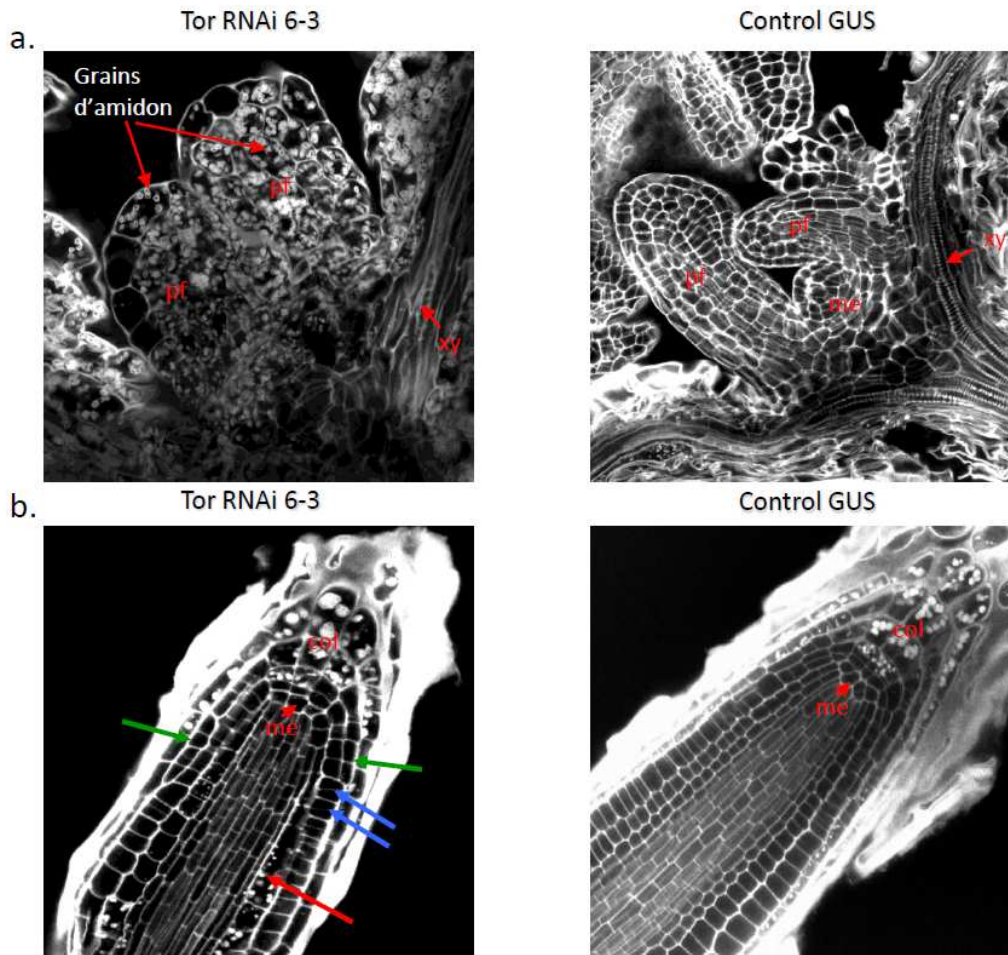 Tor RNAi 6-3
Control GUS
a.
Grains
d'amidon
pf
pf
xy
pf
pf
me
xy
Tor RNAi 6-3
Control GUS
b.
col
me
col
me